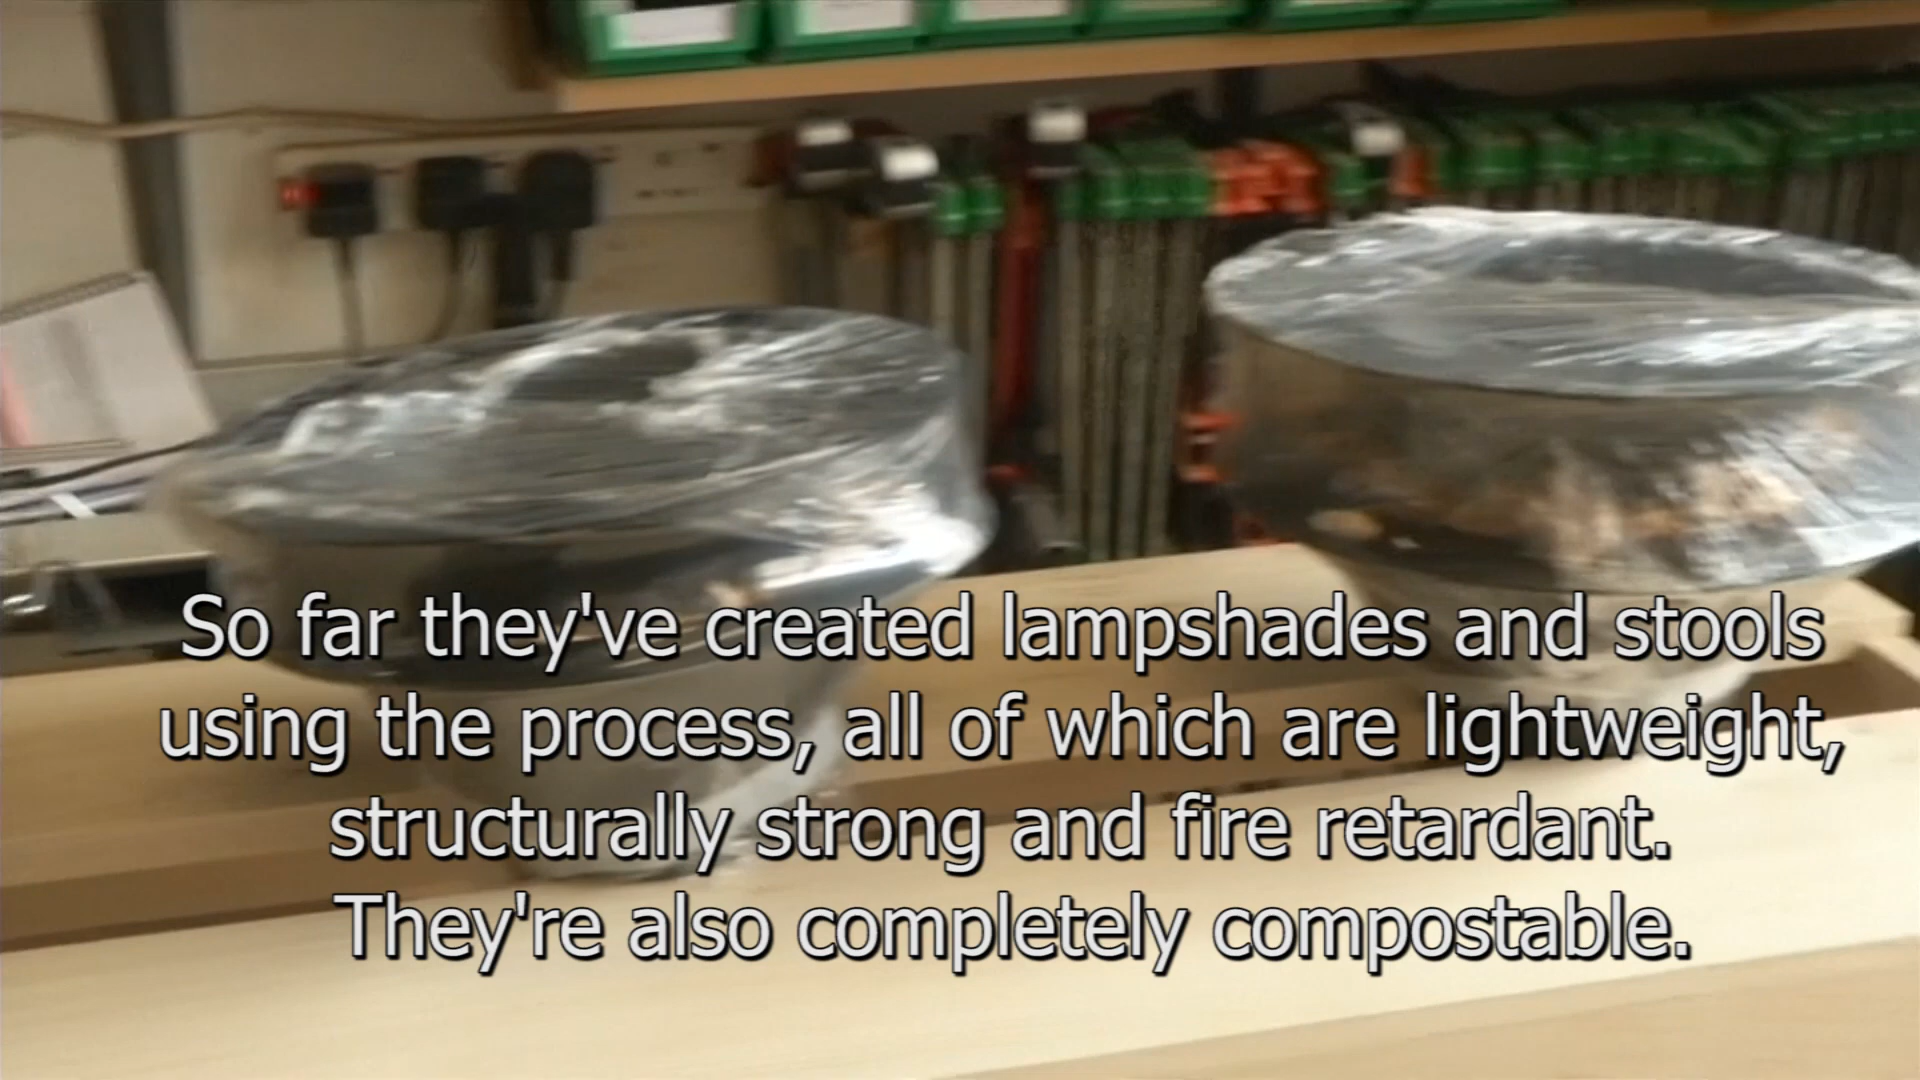 So far they've created lampshades and stools
using the process, all of which are lightweight,
structurally strong and fire retardant.
They're also completely compostable.